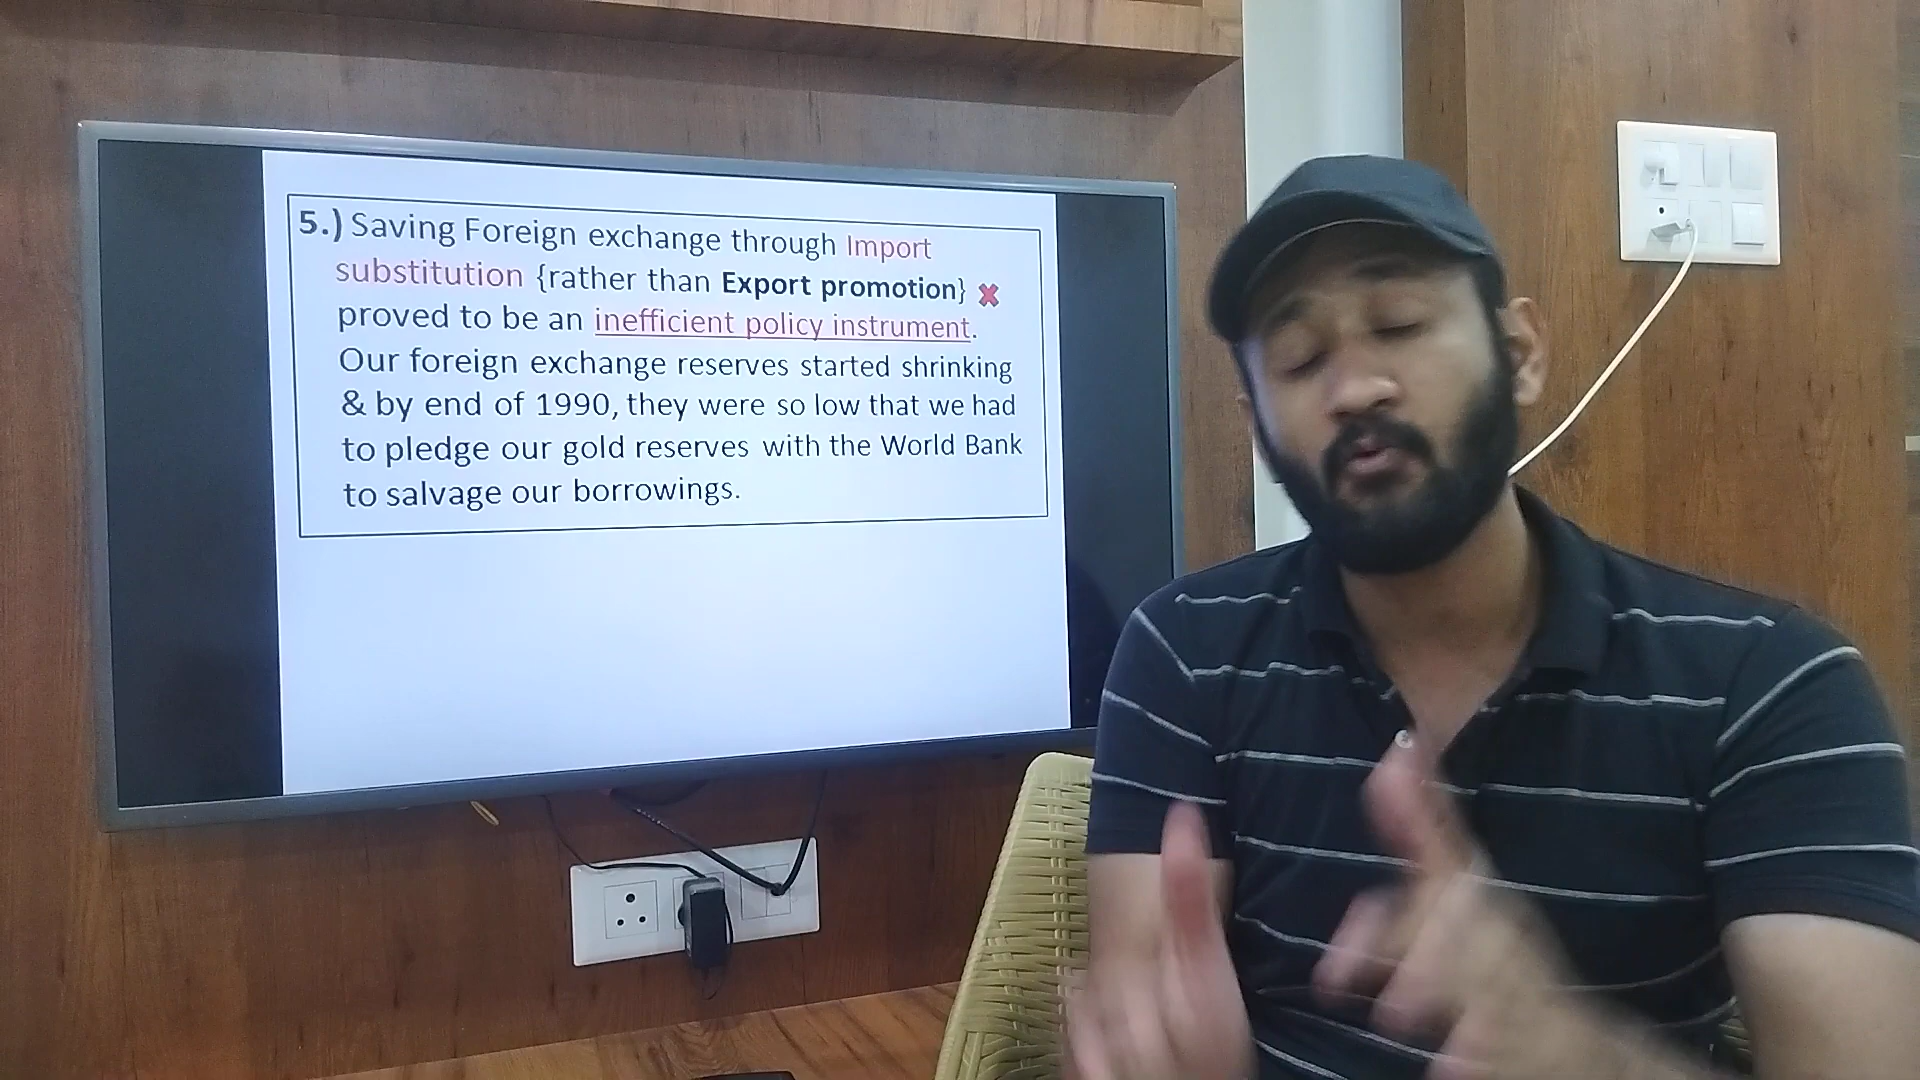 5.) Saving Foreign exchange through Import
substitution {rather than Export promotion} ✖
proved to be an inefficient policy instrument.
Our foreign exchange reserves started shrinking
& by end of 1990, they were so low that we had
to pledge our gold reserves with the World Bank
to salvage our borrowings.